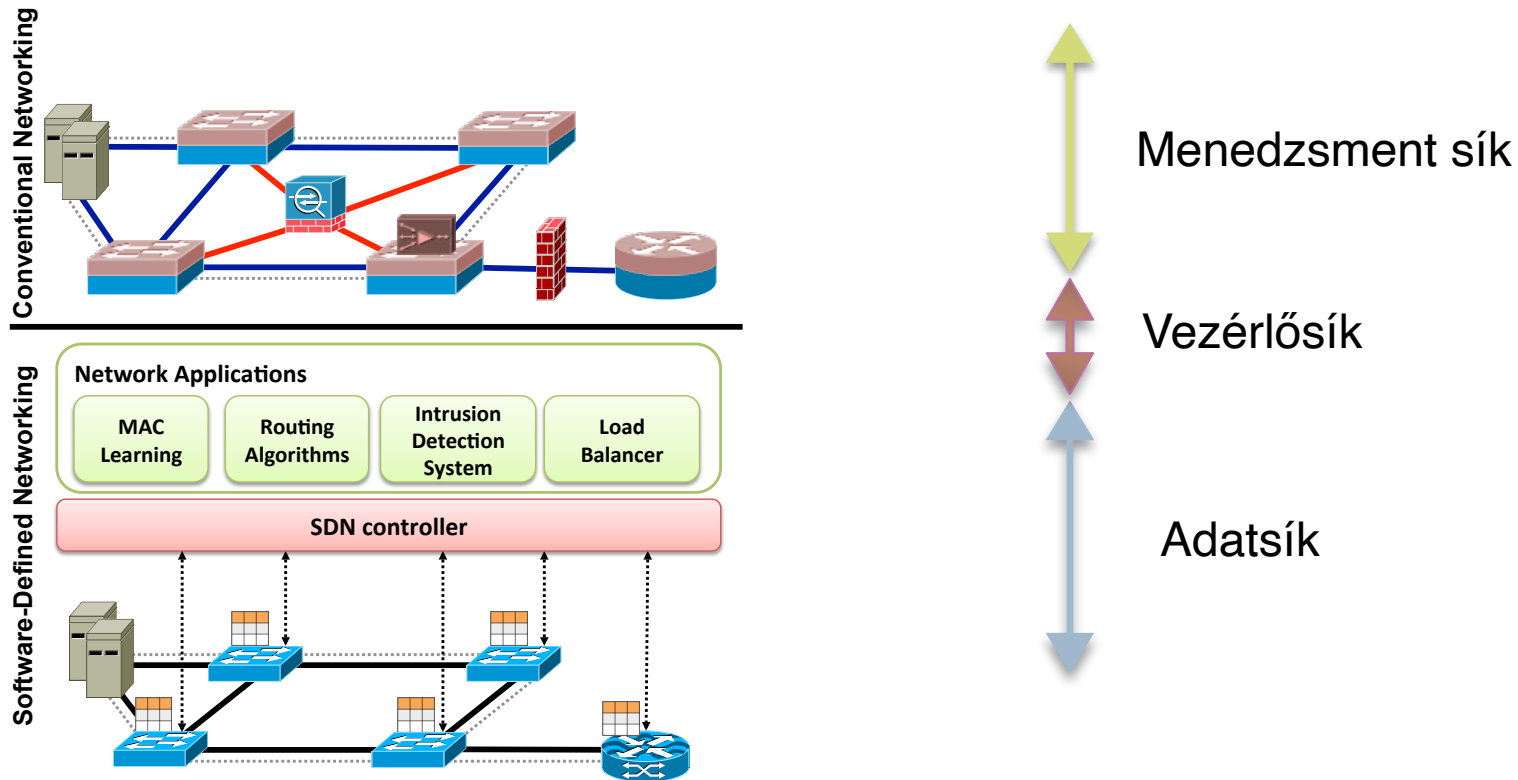 Conventional Networking
Software-Defined Networking
Network Applications
MAC
Learning
Routing
Algorithms
Intrusion
Detection
System
Load
Balancer
SDN controller
Menedzsment sík
Vezérlősík
Adatsík